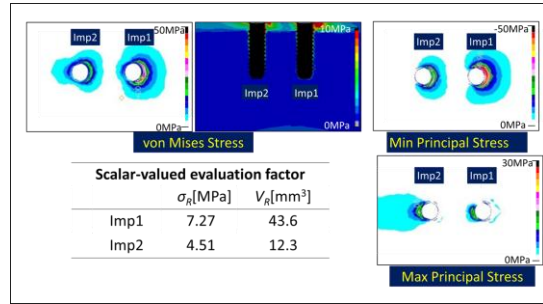 50MPa
Imp2 Imp1
0MPa
10MPa
Imp2 Imp1
0MPa
von Mises Stress
-50MPa
Imp2 Imp1
0MPa
Min Principal Stress
Scalar-valued evaluation factor
σR[MPa] VR[mm³]
Imp1 7.27 43.6
Imp2 4.51 12.3
30MPa
Imp2 Imp1
0MPa
Max Principal Stress